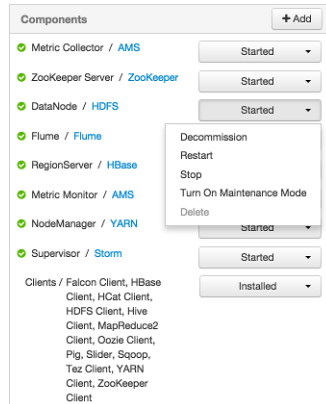 Components
+ Add
Metric Collector / AMS Started
ZooKeeper Server / ZooKeeper Started
DataNode / HDFS Started
Decommission
Restart
Stop
Turn On Maintenance Mode
Delete
Flume / Flume
RegionServer / HBase
Metric Monitor / AMS
NodeManager / YARN Started
Supervisor / Storm Started
Clients / Falcon Client, HBase Installed
Client, HCat Client,
HDFS Client, Hive
Client, MapReduce2
Client, Oozie Client,
Pig, Slider, Sqoop,
Tez Client, YARN
Client, ZooKeeper
Client